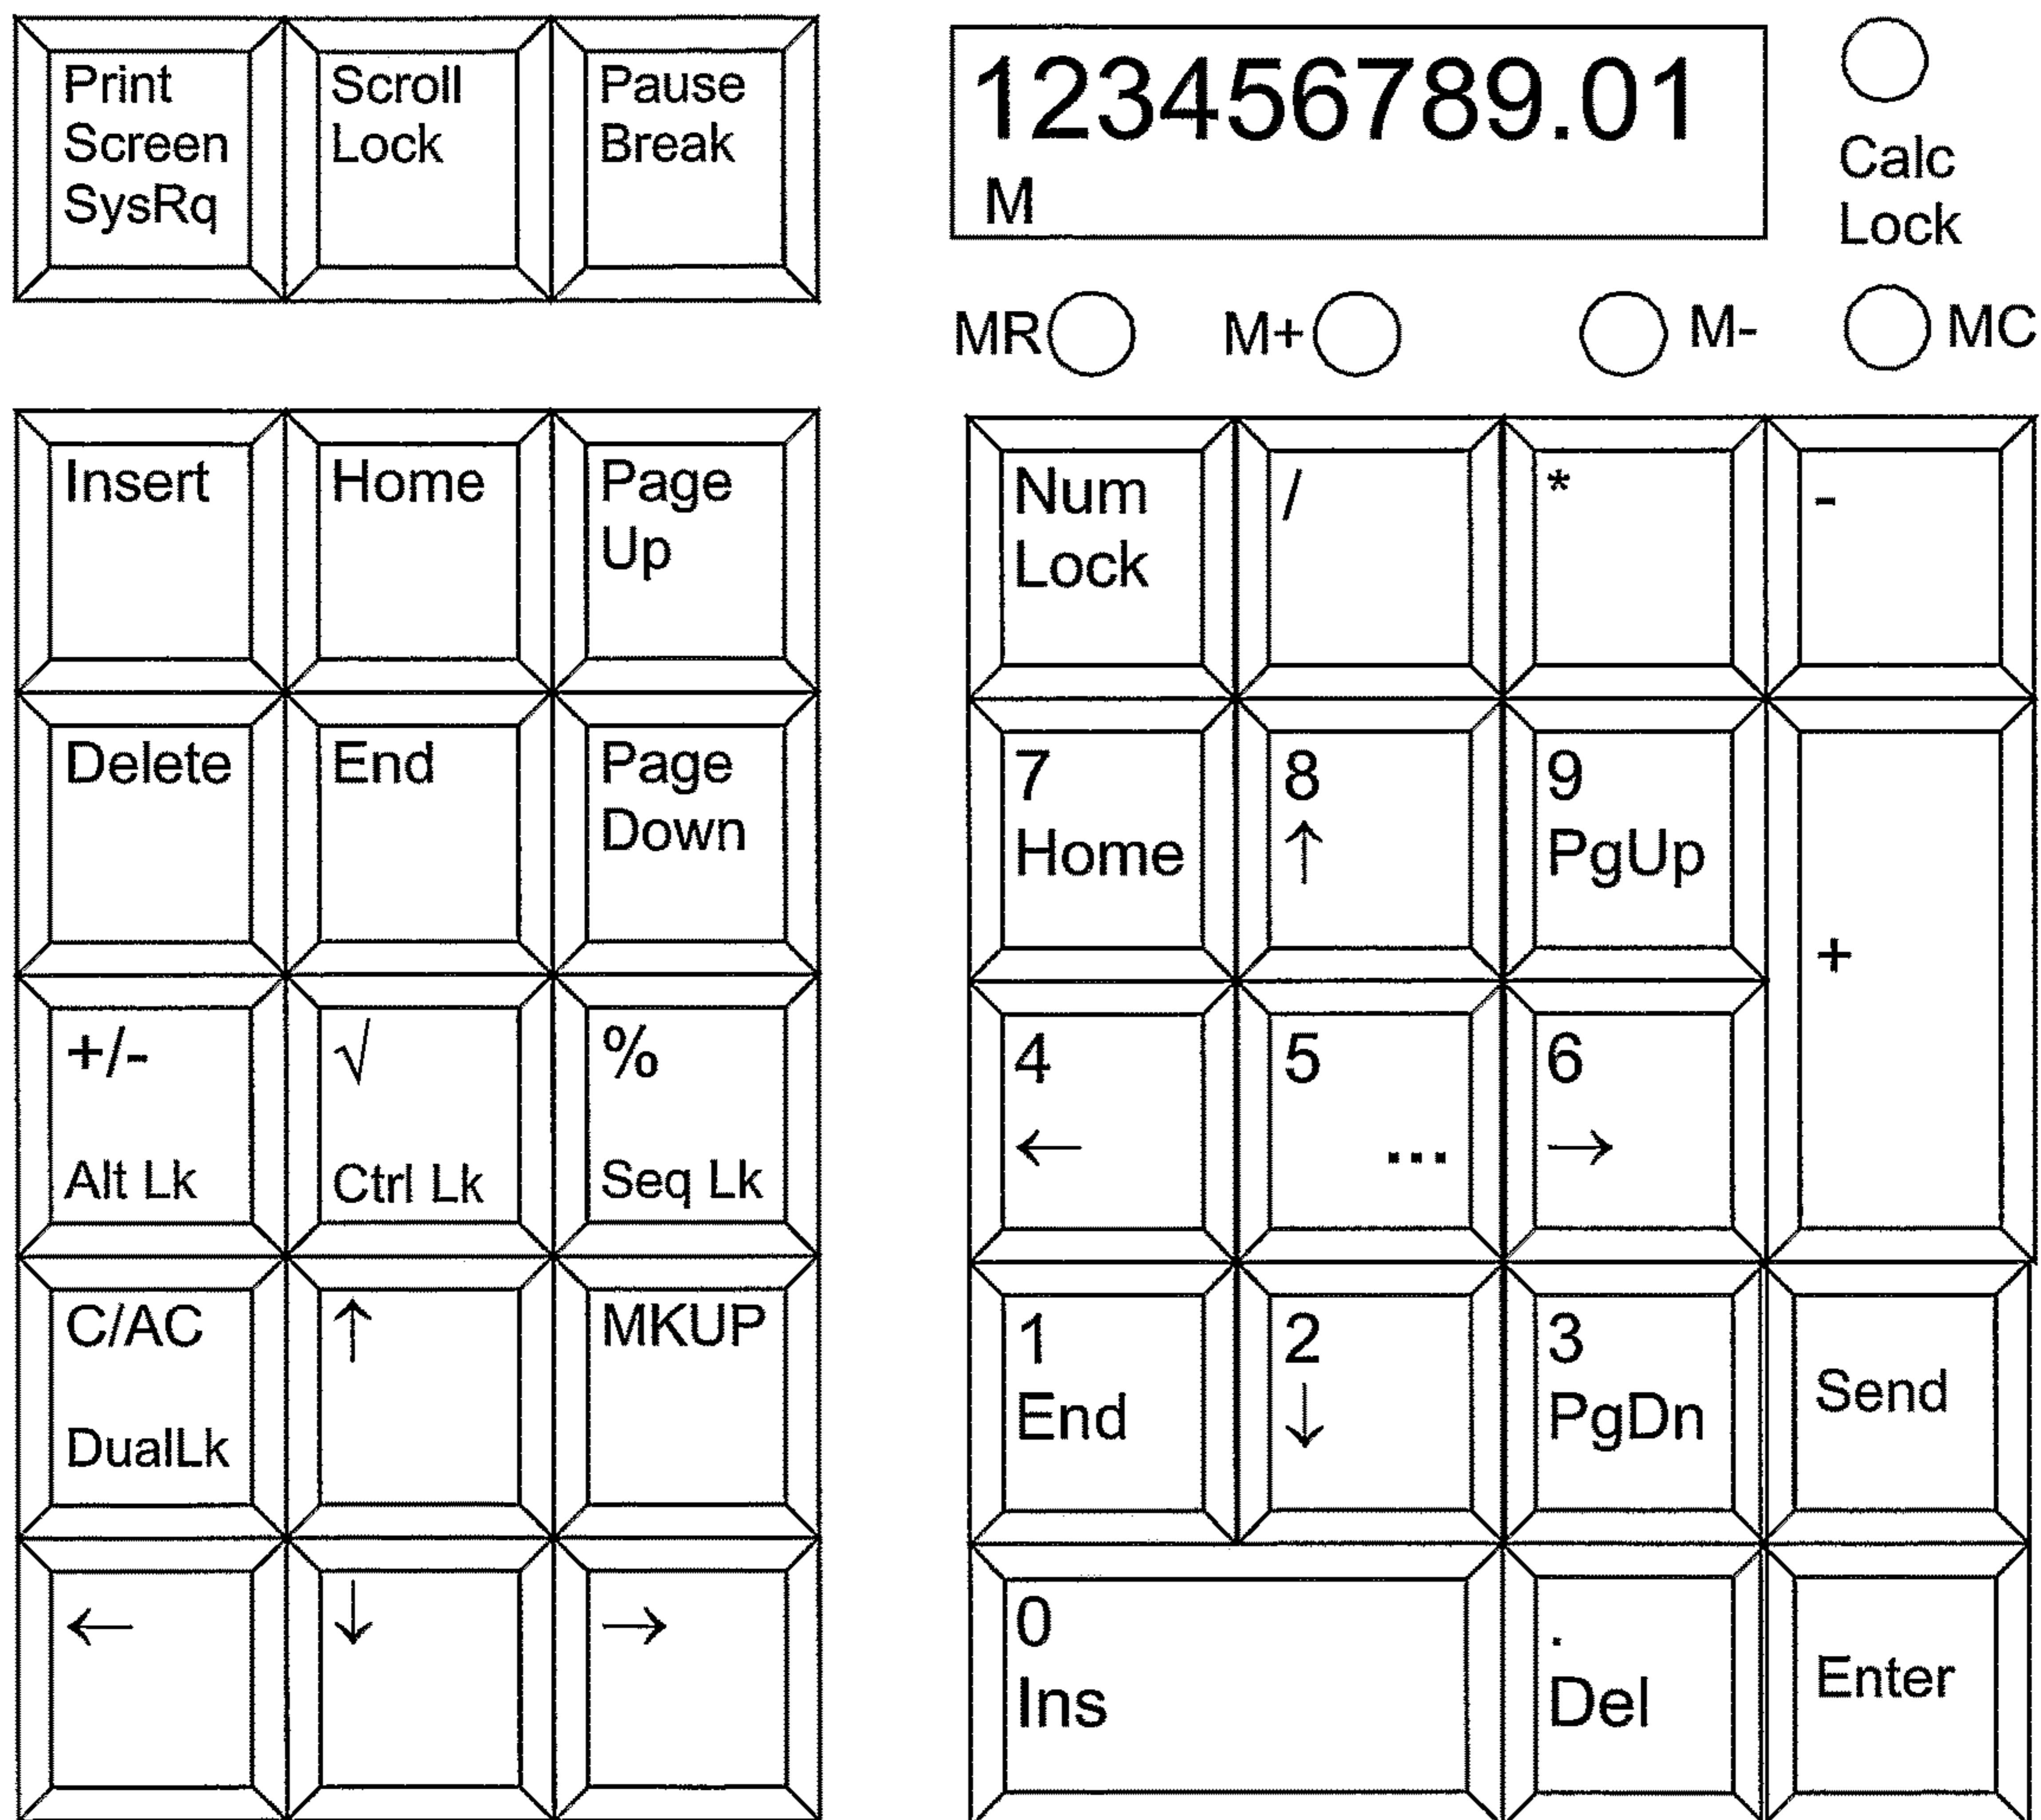 Print
Screen
SysRq
Scroll
Lock
Pause
Break
123456789.01
M
Calc
Lock
MR
M+
M-
MC
Insert
Home
Page
Up
Delete
End
Page
Down
+/-
Alt Lk
√
Ctrl Lk
%
Seq Lk
C/AC
DualLk
↑
MKUP
←
↓
→
Num
Lock
/
*
-
7
Home
8
↑
9
PgUp
+
4
←
5
...
6
→
1
End
2
↓
3
PgDn
Send
0
Ins
.
Del
Enter